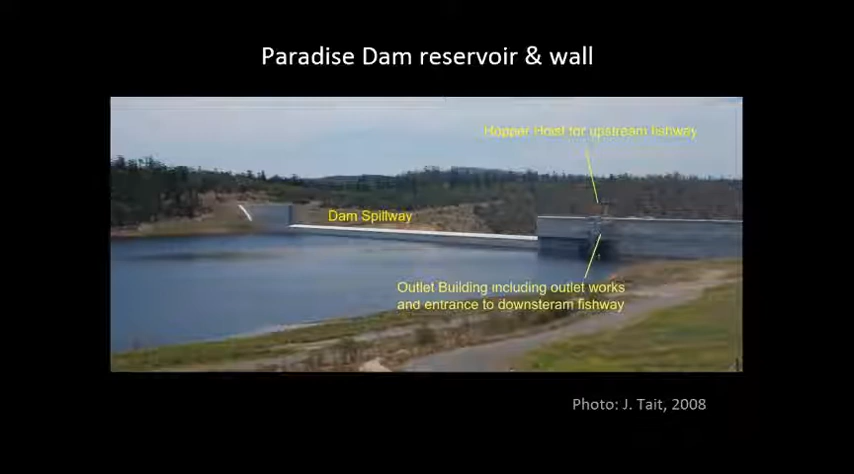 Paradise Dam reservoir & wall
Hopper Hoist for upstream fishway
Dam Spillway
Outlet Building including outlet works
and entrance to downsteram fishway
Photo: J. Tait, 2008